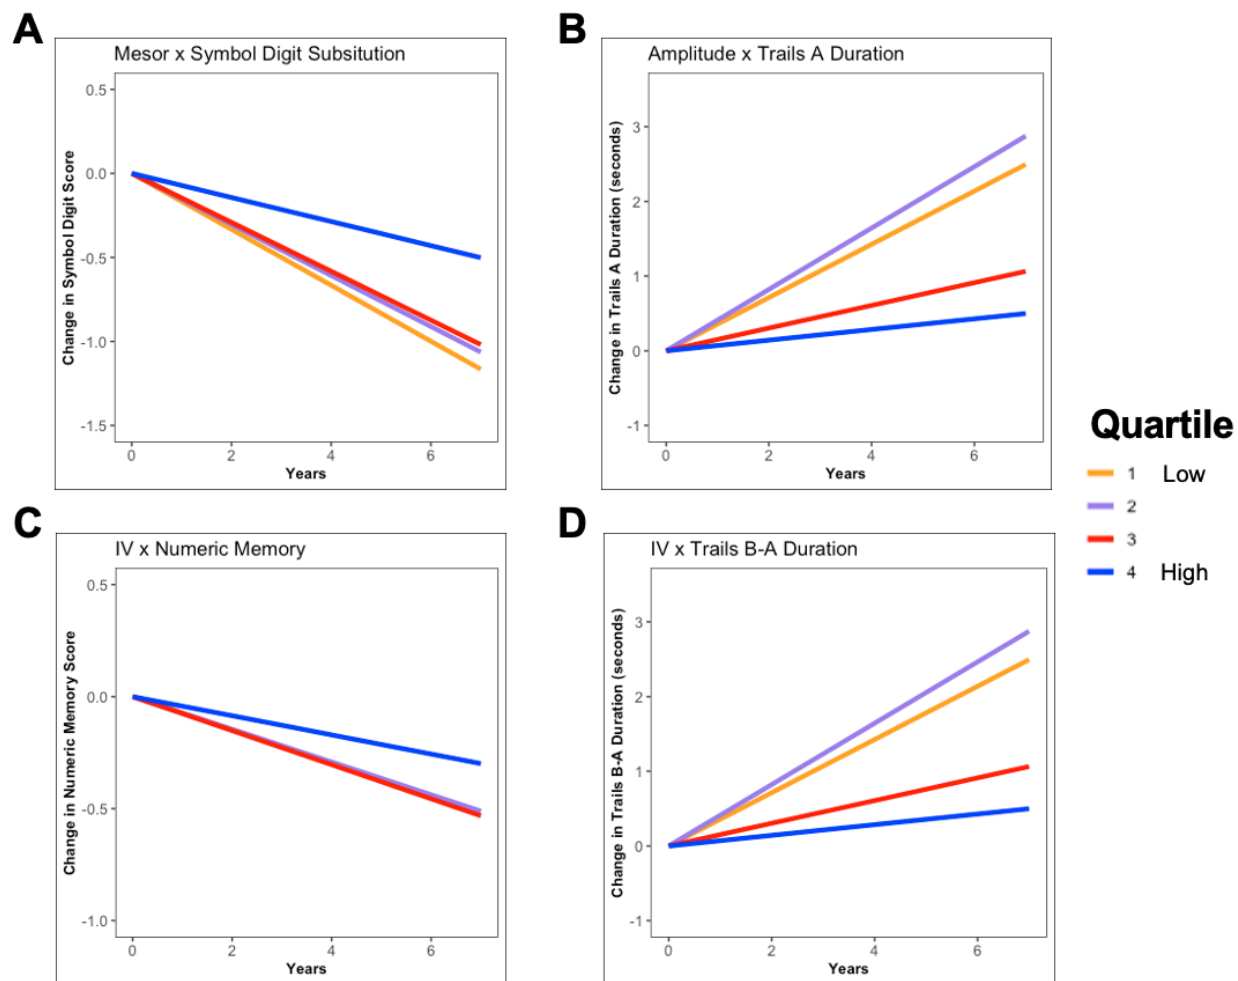 A
Mesor x Symbol Digit Subsitution
0.5
0.0
-0.5
-1.0
-1.5
Change in Symbol Digit Score
0 2 4 6
Years
B
Amplitude x Trails A Duration
3
2
1
0
-1
Change in Trails A Duration (seconds)
0 2 4 6
Years
C
IV x Numeric Memory
0.5
0.0
-0.5
-1.0
Change in Numeric Memory Score
0 2 4 6
Years
D
IV x Trails B-A Duration
3
2
1
0
-1
Change in Trails B-A Duration (seconds)
0 2 4 6
Years
Quartile
1 Low
2
3
4 High